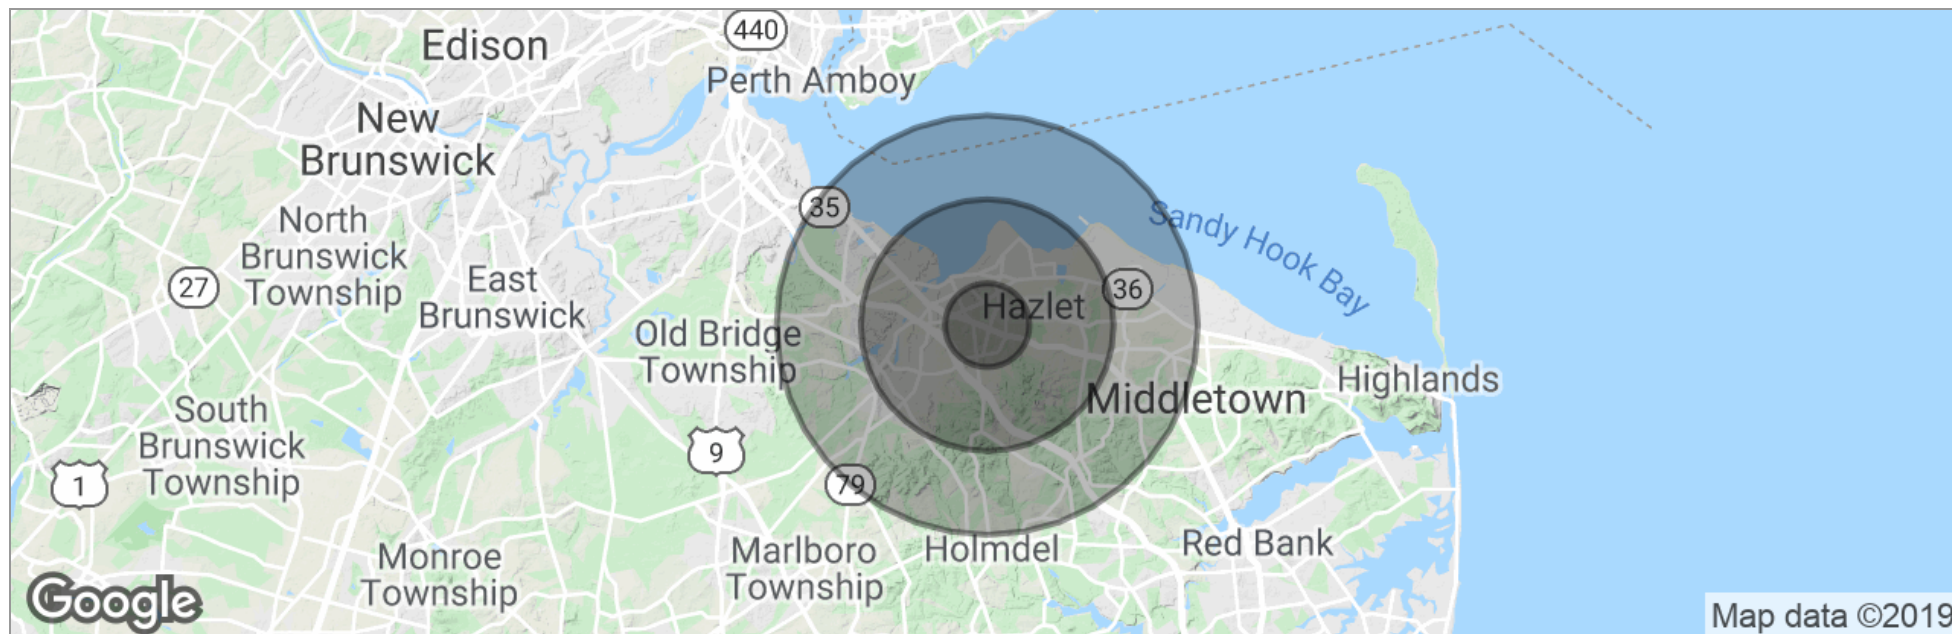 440
Edison
Perth Amboy
New
Brunswick
35
Sandy Hook Bay
North
Brunswick
Township
27
East
Brunswick
36
Hazlet
Old Bridge
Township
Highlands
Middletown
South
Brunswick
Township
9
1
79
Monroe
Township
Marlboro
Township
Holmdel
Red Bank
Google
Map data ©2019